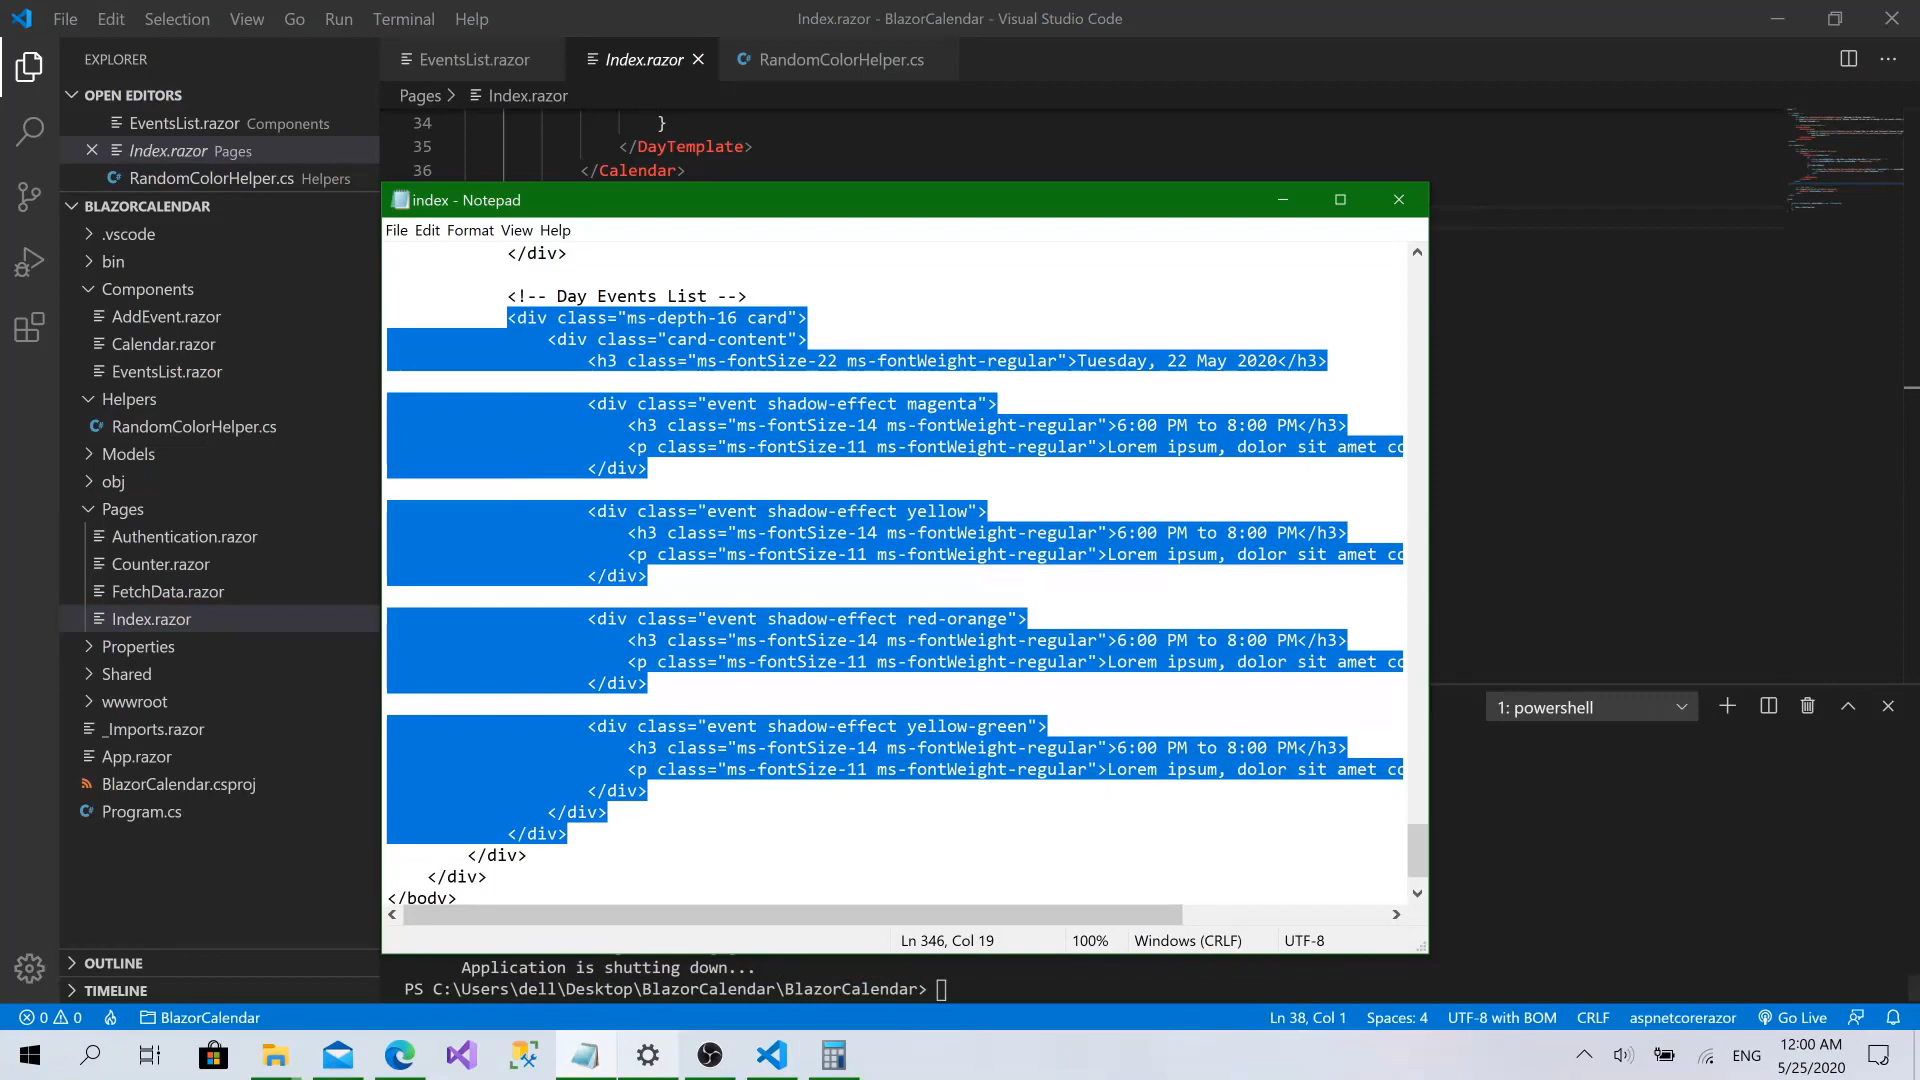 File Edit Selection View Go Run Terminal Help
Index.razor - BlazorCalendar - Visual Studio Code
EXPLORER
OPEN EDITORS
EventsList.razor Components
Index.razor Pages
RandomColorHelper.cs Helpers
BLAZORCALENDAR
.vscode
bin
Components
AddEvent.razor
Calendar.razor
EventsList.razor
Helpers
RandomColorHelper.cs
Models
obj
Pages
Authentication.razor
Counter.razor
FetchData.razor
Index.razor
Properties
Shared
wwwroot
_Imports.razor
App.razor
BlazorCalendar.csproj
Program.cs
OUTLINE
TIMELINE
EventsList.razor
Index.razor
RandomColorHelper.cs
Pages > Index.razor
34 }
35 </DayTemplate>
36 </Calendar>
index - Notepad
File Edit Format View Help
</div>
<!-- Day Events List -->
<div class="ms-depth-16 card">
<div class="card-content">
<h3 class="ms-fontSize-22 ms-fontWeight-regular">Tuesday, 22 May 2020</h3>
<div class="event shadow-effect magenta">
<h3 class="ms-fontSize-14 ms-fontWeight-regular">6:00 PM to 8:00 PM</h3>
<p class="ms-fontSize-11 ms-fontWeight-regular">Lorem ipsum, dolor sit amet co
</div>
<div class="event shadow-effect yellow">
<h3 class="ms-fontSize-14 ms-fontWeight-regular">6:00 PM to 8:00 PM</h3>
<p class="ms-fontSize-11 ms-fontWeight-regular">Lorem ipsum, dolor sit amet co
</div>
<div class="event shadow-effect red-orange">
<h3 class="ms-fontSize-14 ms-fontWeight-regular">6:00 PM to 8:00 PM</h3>
<p class="ms-fontSize-11 ms-fontWeight-regular">Lorem ipsum, dolor sit amet co
</div>
<div class="event shadow-effect yellow-green">
<h3 class="ms-fontSize-14 ms-fontWeight-regular">6:00 PM to 8:00 PM</h3>
<p class="ms-fontSize-11 ms-fontWeight-regular">Lorem ipsum, dolor sit amet co
</div>
</div>
</div>
</div>
</div>
</body>
Ln 346, Col 19
100%
Windows (CRLF)
UTF-8
1: powershell
Application is shutting down...
PS C:\Users\dell\Desktop\BlazorCalendar\BlazorCalendar>
0 0
BlazorCalendar
Ln 38, Col 1
Spaces: 4
UTF-8 with BOM
CRLF
aspnetcorerazor
Go Live
ENG
12:00 AM
5/25/2020